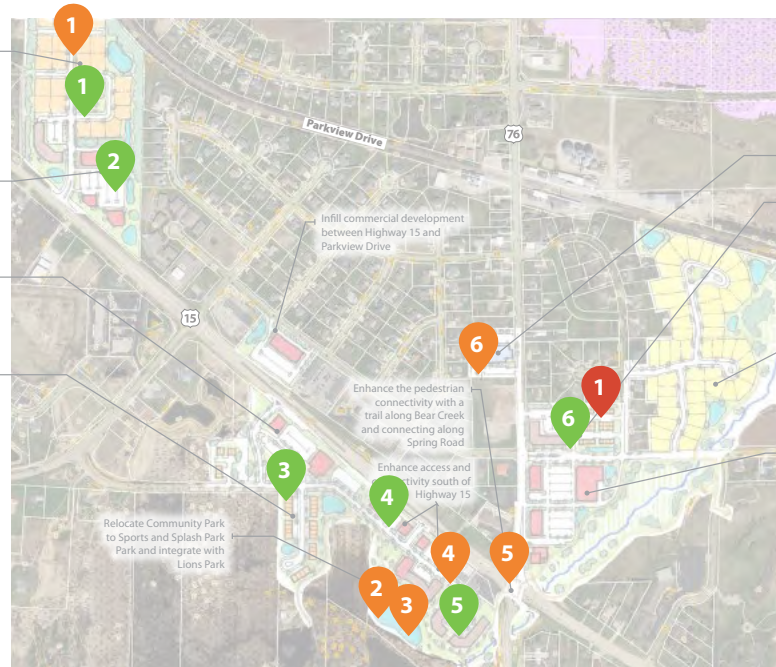 1
1
2
Parkview Drive
76
Infill commercial development
between Highway 15 and
Parkview Drive
15
6
Enhance the pedestrian
connectivity with a
trail along Bear Creek
and connecting along
Spring Road
1
6
3
Enhance access and
connectivity south of
Highway 15
4
Relocate Community Park
to Sports and Splash Park
Park and integrate with
Lions Park
4
5
2
3
5